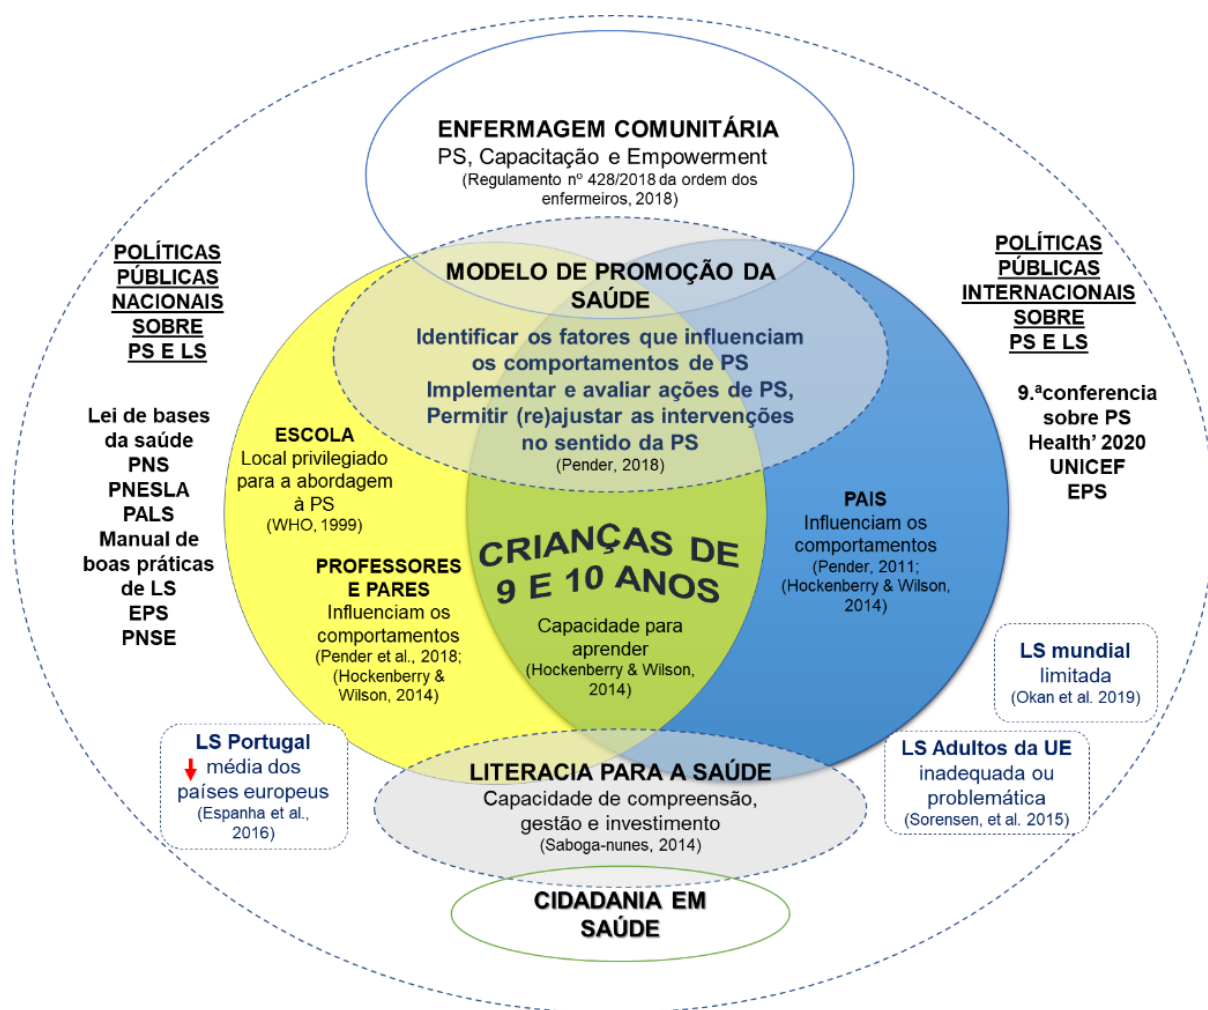 ENFERMAGEM COMUNITÁRIA
PS, Capacitação e Empowerment
(Regulamento nº 428/2018 da ordem dos
enfermeiros, 2018)
POLÍTICAS
PÚBLICAS
NACIONAIS
SOBRE
PS E LS
Lei de bases
da saúde
PNS
PNESLA
PALS
Manual de
boas práticas
de LS
EPS
PNSE
MODELO DE PROMOÇÃO DA
SAÚDE
Identificar os fatores que influenciam
os comportamentos de PS
Implementar e avaliar ações de PS,
Permitir (re)ajustar as intervenções
no sentido da PS
(Pender, 2018)
POLÍTICAS
PÚBLICAS
INTERNACIONAIS
SOBRE
PS E LS
9.ªconferencia
sobre PS
Health’ 2020
UNICEF
EPS
ESCOLA
Local privilegiado
para a abordagem
à PS
(WHO, 1999)
PROFESSORES
E PARES
Influenciam os
comportamentos
(Pender et al., 2018;
(Hockenberry &
Wilson, 2014)
CRIANÇAS DE
9 E 10 ANOS
Capacidade para
aprender
(Hockenberry & Wilson,
2014)
PAIS
Influenciam os
comportamentos
(Pender, 2011;
(Hockenberry & Wilson,
2014)
LS mundial
limitada
(Okan et al. 2019)
LS Portugal
média dos
países europeus
(Espanha et al.,
2016)
LITERACIA PARA A SAÚDE
Capacidade de compreensão,
gestão e investimento
(Saboga-nunes, 2014)
LS Adultos da UE
inadequada ou
problemática
(Sorensen, et al. 2015)
CIDADANIA EM
SAÚDE